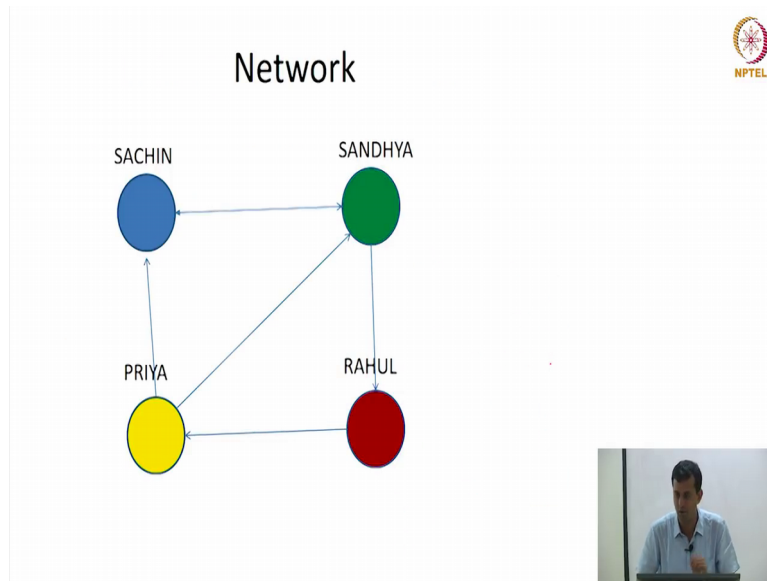 Network
NPTEL
SACHIN
SANDHYA
PRIYA
RAHUL